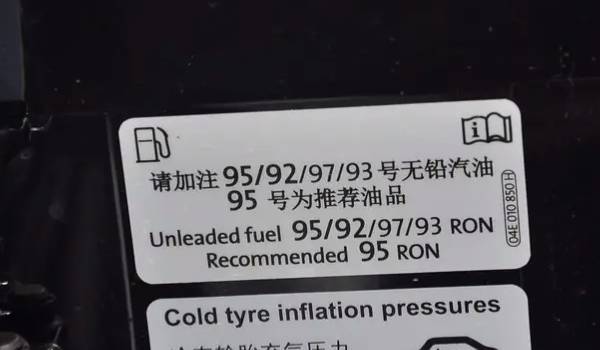 请加注 95/92/97/93 号无铅汽油
95 号为推荐油品
Unleaded fuel 95/92/97/93 RON
Recommended 95 RON
04E 010 850 H
Cold tyre inflation pressures